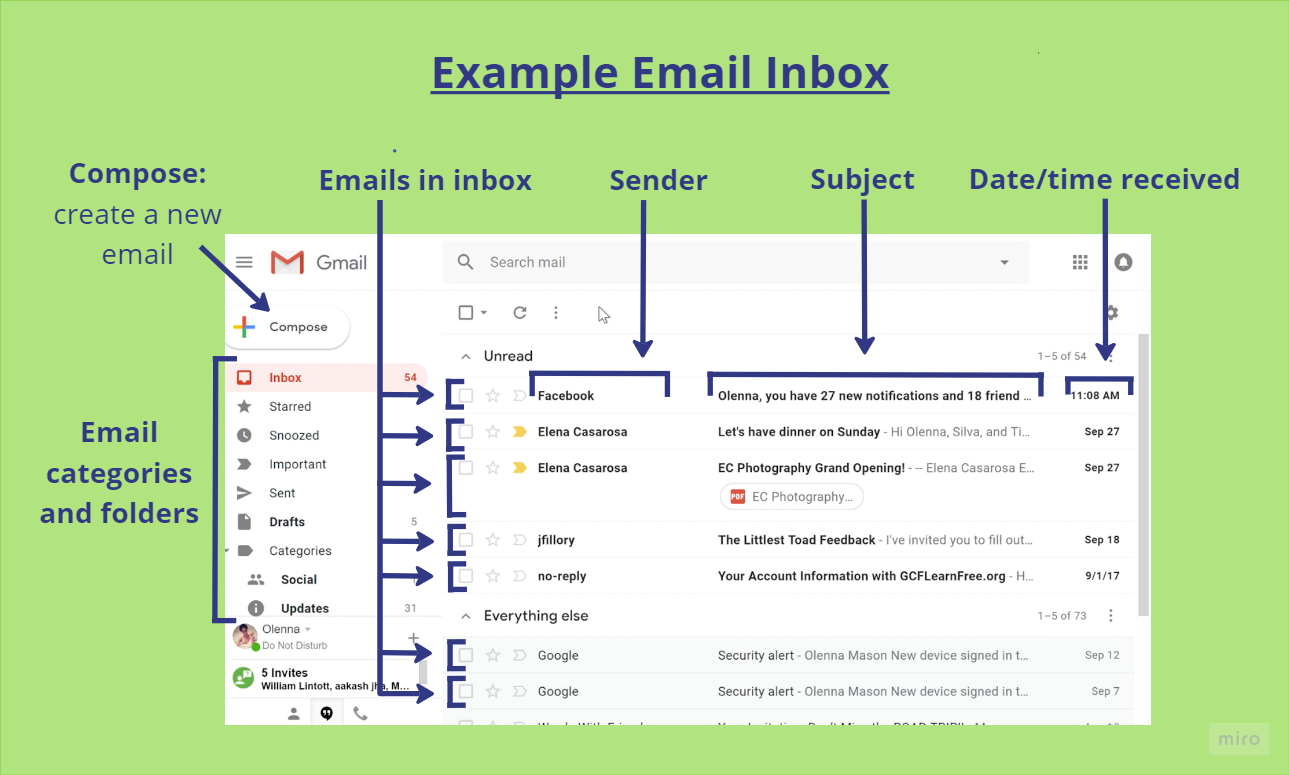 Example Email Inbox
Compose:
create a new
email
Emails in inbox
Sender
Subject
Date/time received
Email
categories
and folders
Gmail
Search mail
Compose
Inbox 54
Starred
Snoozed
Important
Sent
Drafts 5
Categories
Social
Updates 31
Olenna
Do Not Disturb
5 Invites
William Lintott, aakash jha, M...
Unread 1–5 of 54
Facebook Olenna, you have 27 new notifications and 18 friend ... 11:08 AM
Elena Casarosa Let's have dinner on Sunday - Hi Olenna, Silva, and Ti... Sep 27
Elena Casarosa EC Photography Grand Opening! - -- Elena Casarosa E... Sep 27
PDF EC Photography...
jfillory The Littlest Toad Feedback - I've invited you to fill out... Sep 18
no-reply Your Account Information with GCFLearnFree.org - H... 9/1/17
Everything else 1–5 of 73
Google Security alert - Olenna Mason New device signed in t... Sep 12
Google Security alert - Olenna Mason New device signed in t... Sep 7
miro